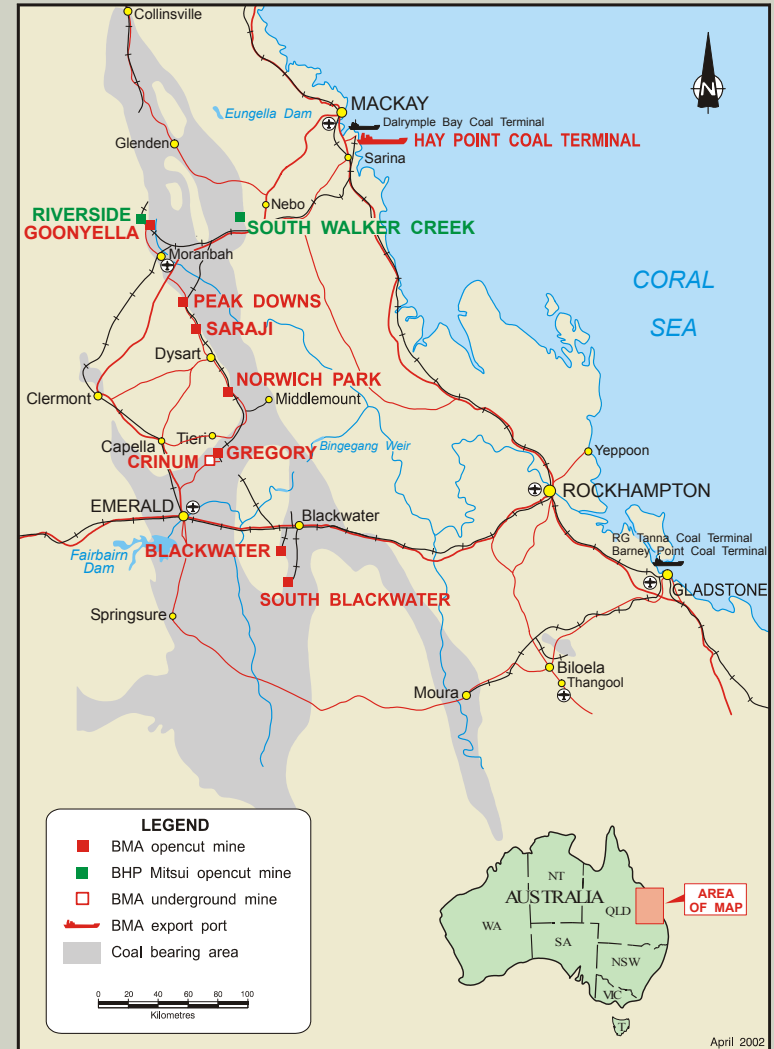 Collinsville
N
Eungella Dam
MACKAY
Dalrymple Bay Coal Terminal
HAY POINT COAL TERMINAL
Glenden
Sarina
Nebo
RIVERSIDE
GOONYELLA
SOUTH WALKER CREEK
Moranbah
CORAL
SEA
PEAK DOWNS
SARAJI
Dysart
NORWICH PARK
Clermont
Middlemount
Capella
Tieri
Bingegang Weir
GREGORY
CRINUM
Yeppoon
ROCKHAMPTON
EMERALD
Blackwater
Fairbairn
Dam
BLACKWATER
RG Tanna Coal Terminal
Barney Point Coal Terminal
GLADSTONE
SOUTH BLACKWATER
Springsure
Biloela
Thangool
Moura
LEGEND
BMA opencut mine
BHP Mitsui opencut mine
BMA underground mine
BMA export port
Coal bearing area
0 20 40 60 80 100
Kilometres
NT
AUSTRALIA
QLD
WA
SA
NSW
VIC
T
AREA
OF MAP
April 2002